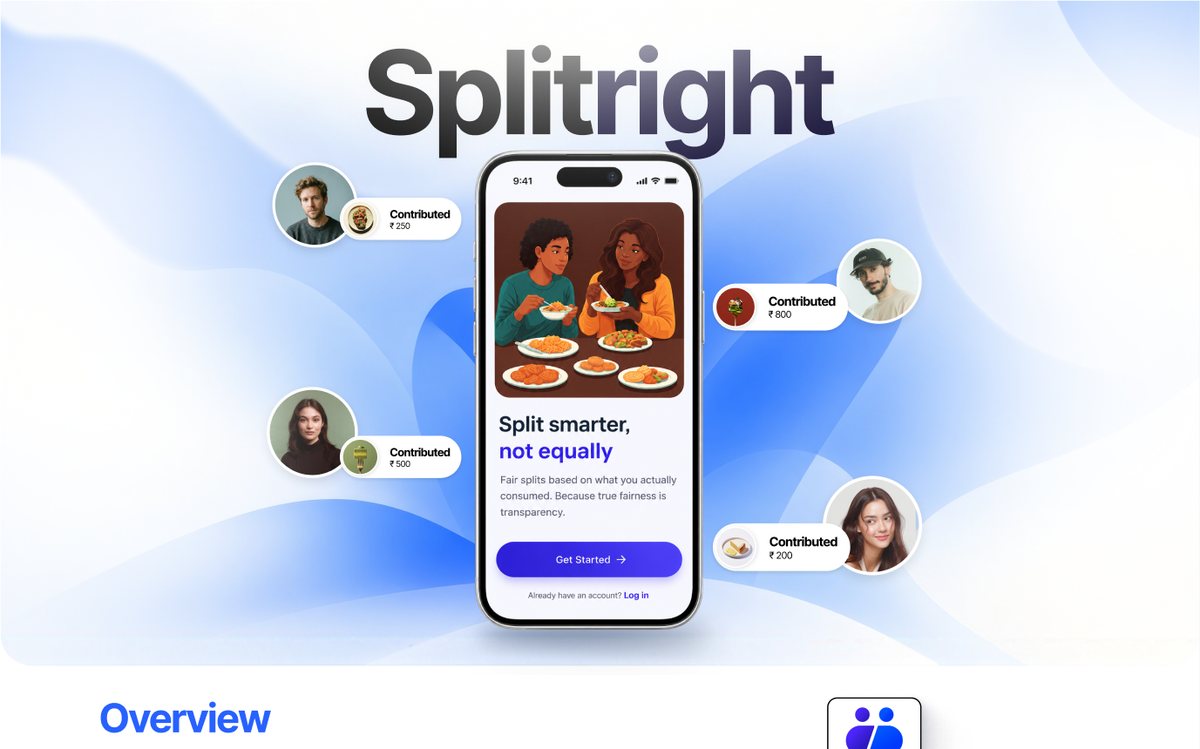 Splitright
9:41
Contributed
₹ 250
Contributed
₹ 800
Split smarter,
not equally
Contributed
₹ 500
Fair splits based on what you actually
consumed. Because true fairness is
transparency.
Get Started →
Contributed
₹ 200
Already have an account? Log in
Overview